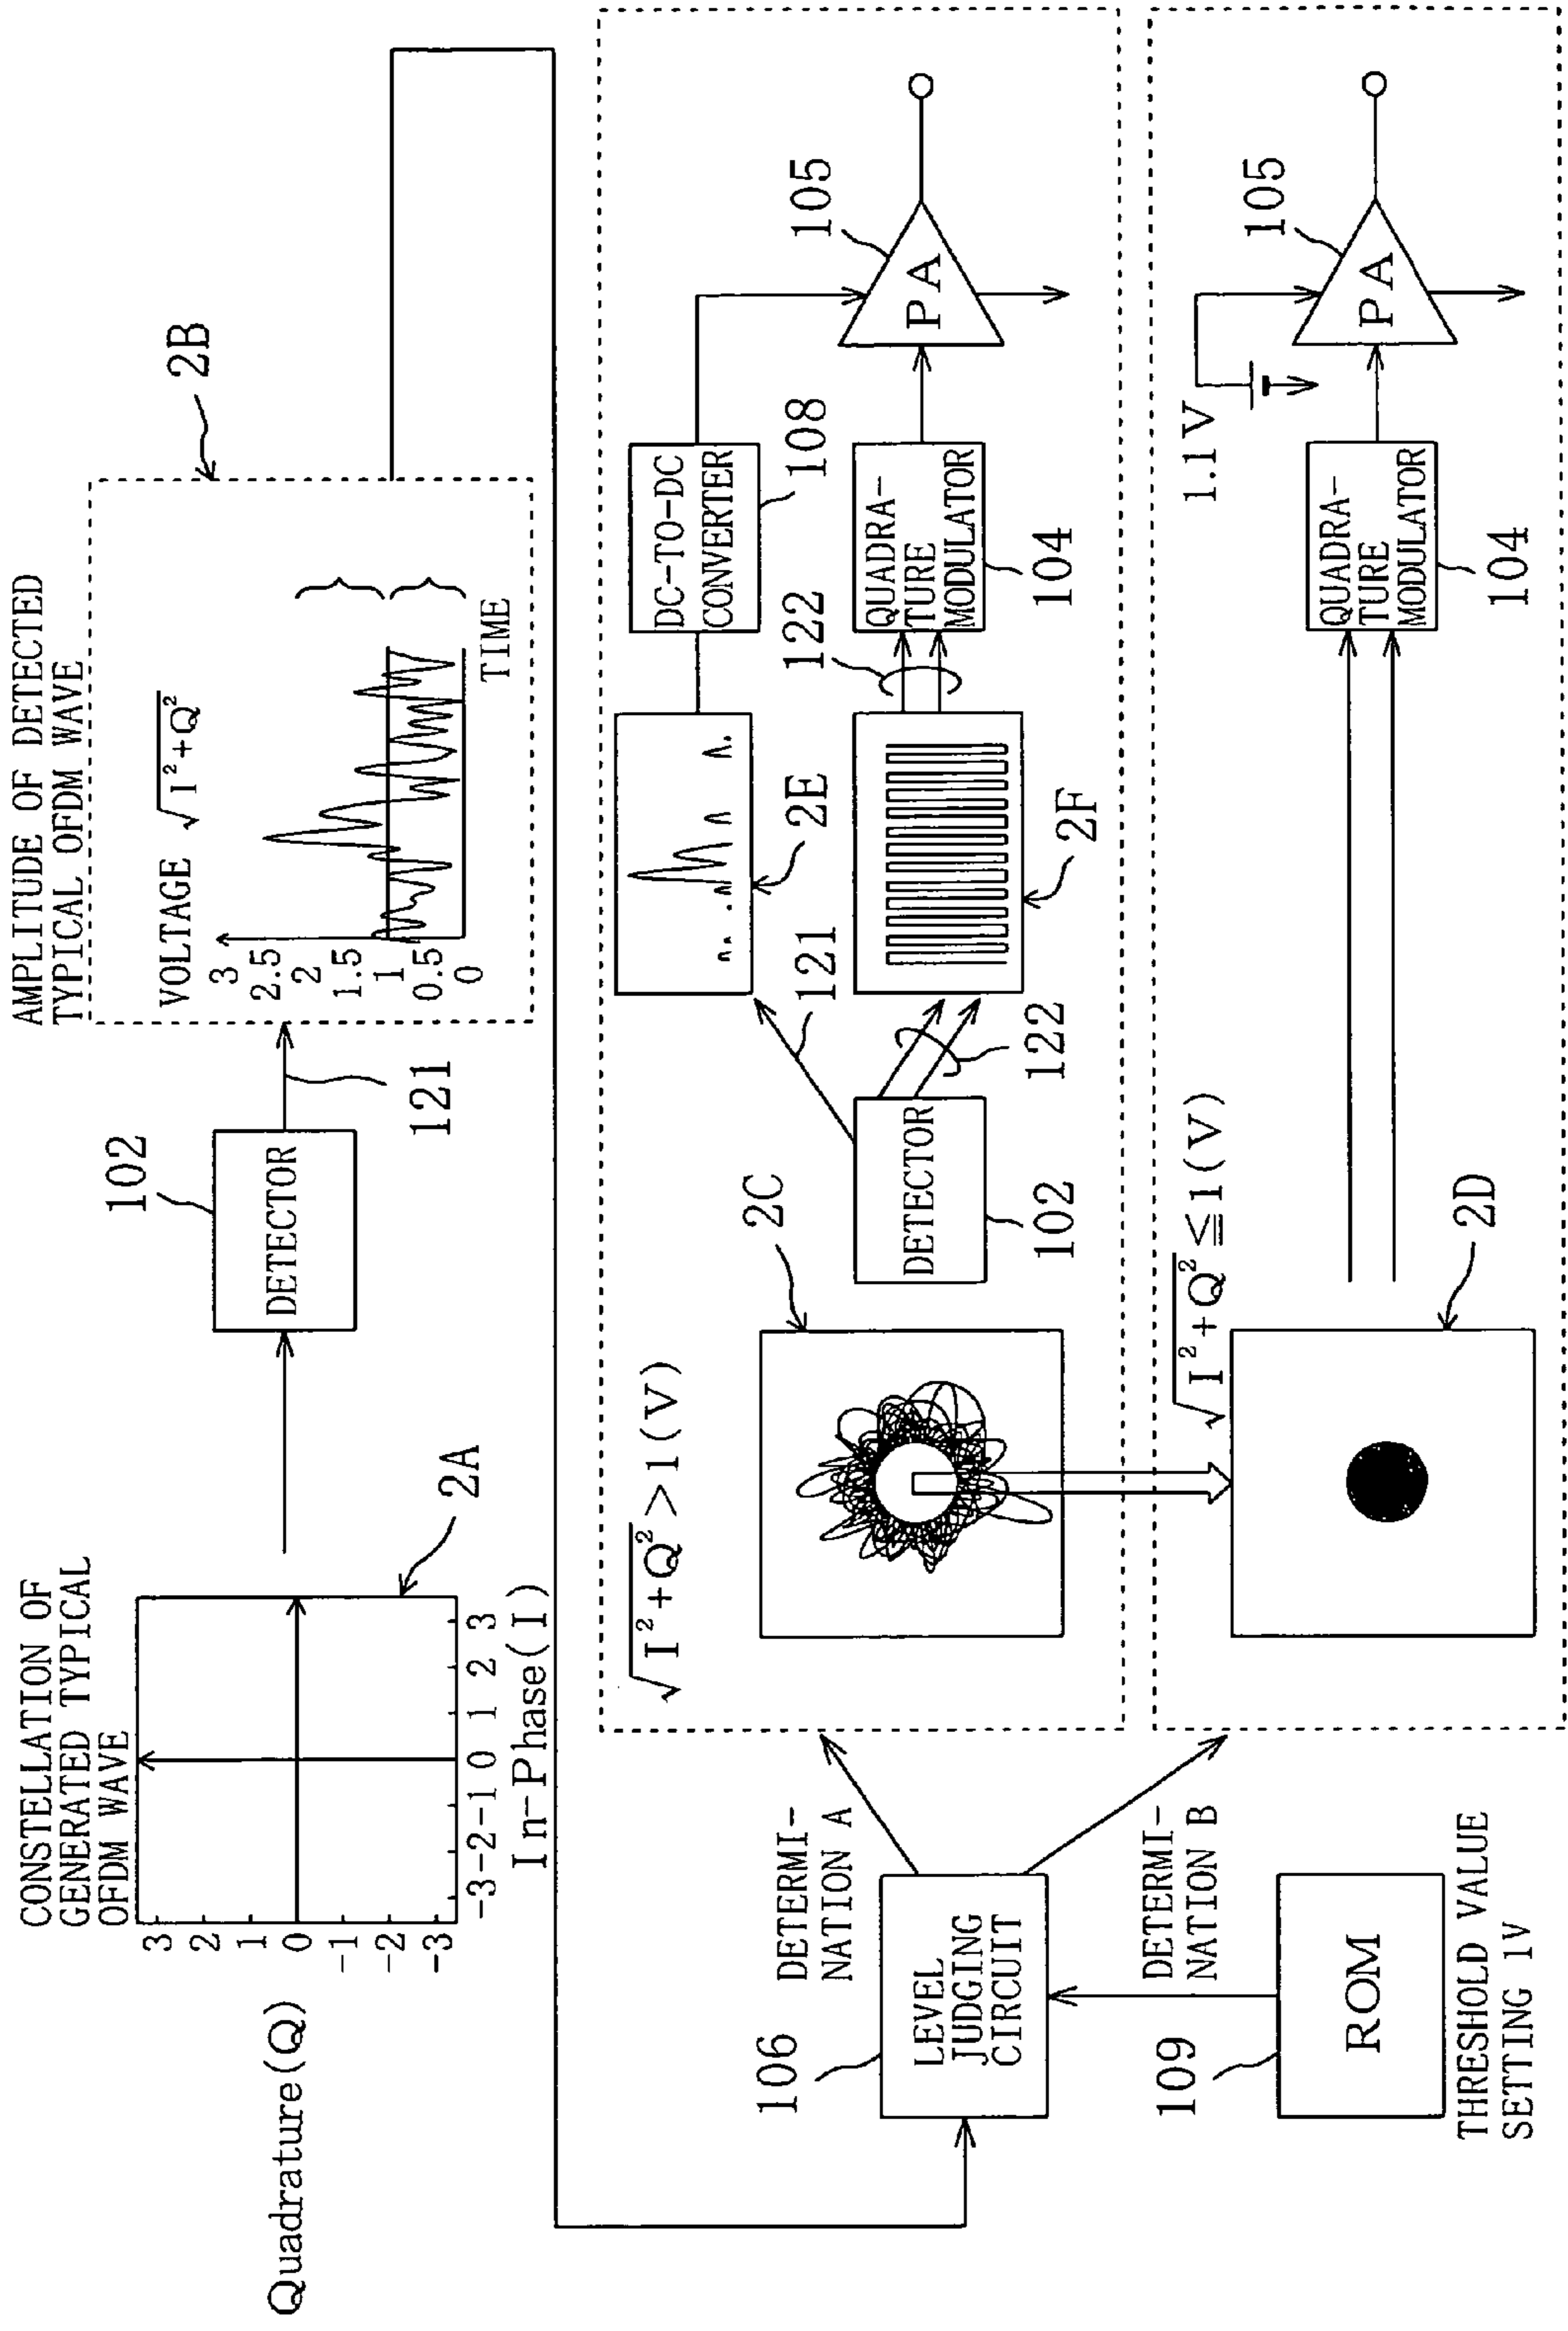 CONSTELLATION OF
GENERATED TYPICAL
OFDM WAVE
Quadrature(Q)
3
2
1
0
-1
-2
-3
-3 -2 -1 0 1 2 3
In-Phase(I)
2A
102
DETECTOR
121
AMPLITUDE OF DETECTED
TYPICAL OFDM WAVE
VOLTAGE √I²+Q²
3
2.5
2
1.5
1
0.5
0
TIME
2B
106
LEVEL
JUDGING
CIRCUIT
DETERMI-
NATION A
DETERMI-
NATION B
109
ROM
THRESHOLD VALUE
SETTING 1V
√I²+Q² > 1(V)
2C
DETECTOR
102
121
122
2E
2F
122
DC-TO-DC
CONVERTER
108
QUADRA-
TURE
MODULATOR
104
105
PA
√I²+Q² ≦ 1(V)
2D
QUADRA-
TURE
MODULATOR
104
1.1V
105
PA